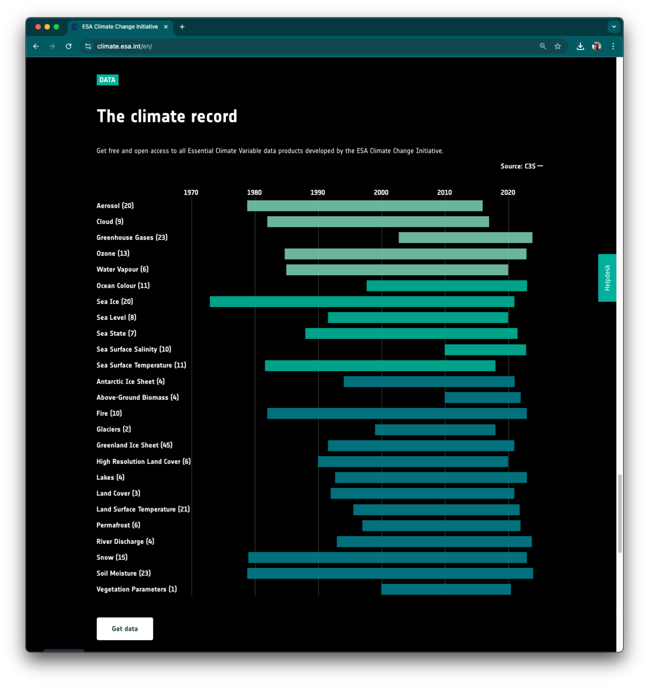 ESA Climate Change Initiative
climate.esa.int/en/
DATA
The climate record
Get free and open access to all Essential Climate Variable data products developed by the ESA Climate Change Initiative.
Source: C3S
1970 1980 1990 2000 2010 2020
Aerosol (20)
Cloud (9)
Greenhouse Gases (23)
Ozone (13)
Water Vapour (6)
Ocean Colour (11)
Sea Ice (20)
Sea Level (8)
Sea State (7)
Sea Surface Salinity (10)
Sea Surface Temperature (11)
Antarctic Ice Sheet (4)
Above-Ground Biomass (4)
Fire (10)
Glaciers (2)
Greenland Ice Sheet (45)
High Resolution Land Cover (6)
Lakes (4)
Land Cover (3)
Land Surface Temperature (21)
Permafrost (6)
River Discharge (4)
Snow (15)
Soil Moisture (23)
Vegetation Parameters (1)
Helpdesk
Get data